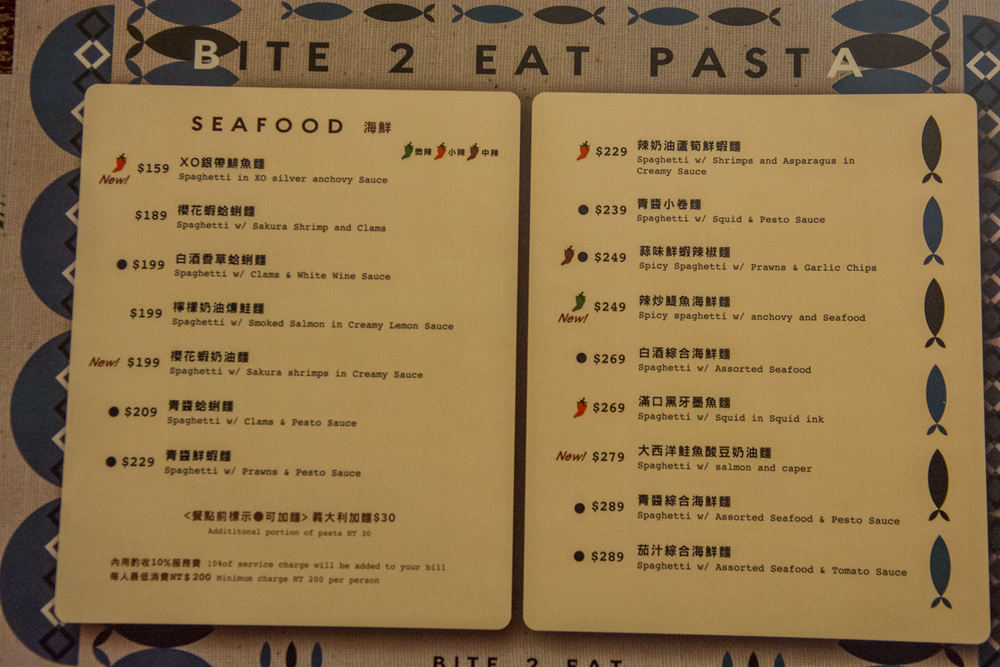 BITE 2 EAT PASTA
SEAFOOD 海鮮
微辣 小辣 中辣
New! $159 XO銀帶鯡魚麵
Spaghetti in XO silver anchovy Sauce
$189 櫻花蝦蛤蜊麵
Spaghetti w/ Sakura Shrimp and Clams
$199 白酒香草蛤蜊麵
Spaghetti w/ Clams & White Wine Sauce
$199 檸檬奶油燻鮭麵
Spaghetti w/ Smoked Salmon in Creamy Lemon Sauce
New! $199 櫻花蝦奶油麵
Spaghetti w/ Sakura shrimps in Creamy Sauce
$209 青醬蛤蜊麵
Spaghetti w/ Clams & Pesto Sauce
$229 青醬鮮蝦麵
Spaghetti w/ Prawns & Pesto Sauce
<餐點前標示●可加麵> 義大利加麵$30
Addititonal portion of pasta NT 30
內用酌收10%服務費 10%of service charge will be added to your bill
每人最低消費NT$200 Minimum charge NT 200 per person
$229 辣奶油蘆筍鮮蝦麵
Spaghetti w/ Shrimps and Asparagus in
Creamy Sauce
$239 青醬小卷麵
Spaghetti w/ Squid & Pesto Sauce
$249 蒜味鮮蝦辣椒麵
Spicy Spaghetti w/ Prawns & Garlic Chips
New! $249 辣炒鯷魚海鮮麵
Spicy spaghetti w/ anchovy and Seafood
$269 白酒綜合海鮮麵
Spaghetti w/ Assorted Seafood
$269 滿口黑牙墨魚麵
Spaghetti w/ Squid in Squid ink
New! $279 大西洋鮭魚酸豆奶油麵
Spaghetti w/ salmon and caper
$289 青醬綜合海鮮麵
Spaghetti w/ Assorted Seafood & Pesto Sauce
$289 茄汁綜合海鮮麵
Spaghetti w/ Assorted Seafood & Tomato Sauce
BITE 2 EAT